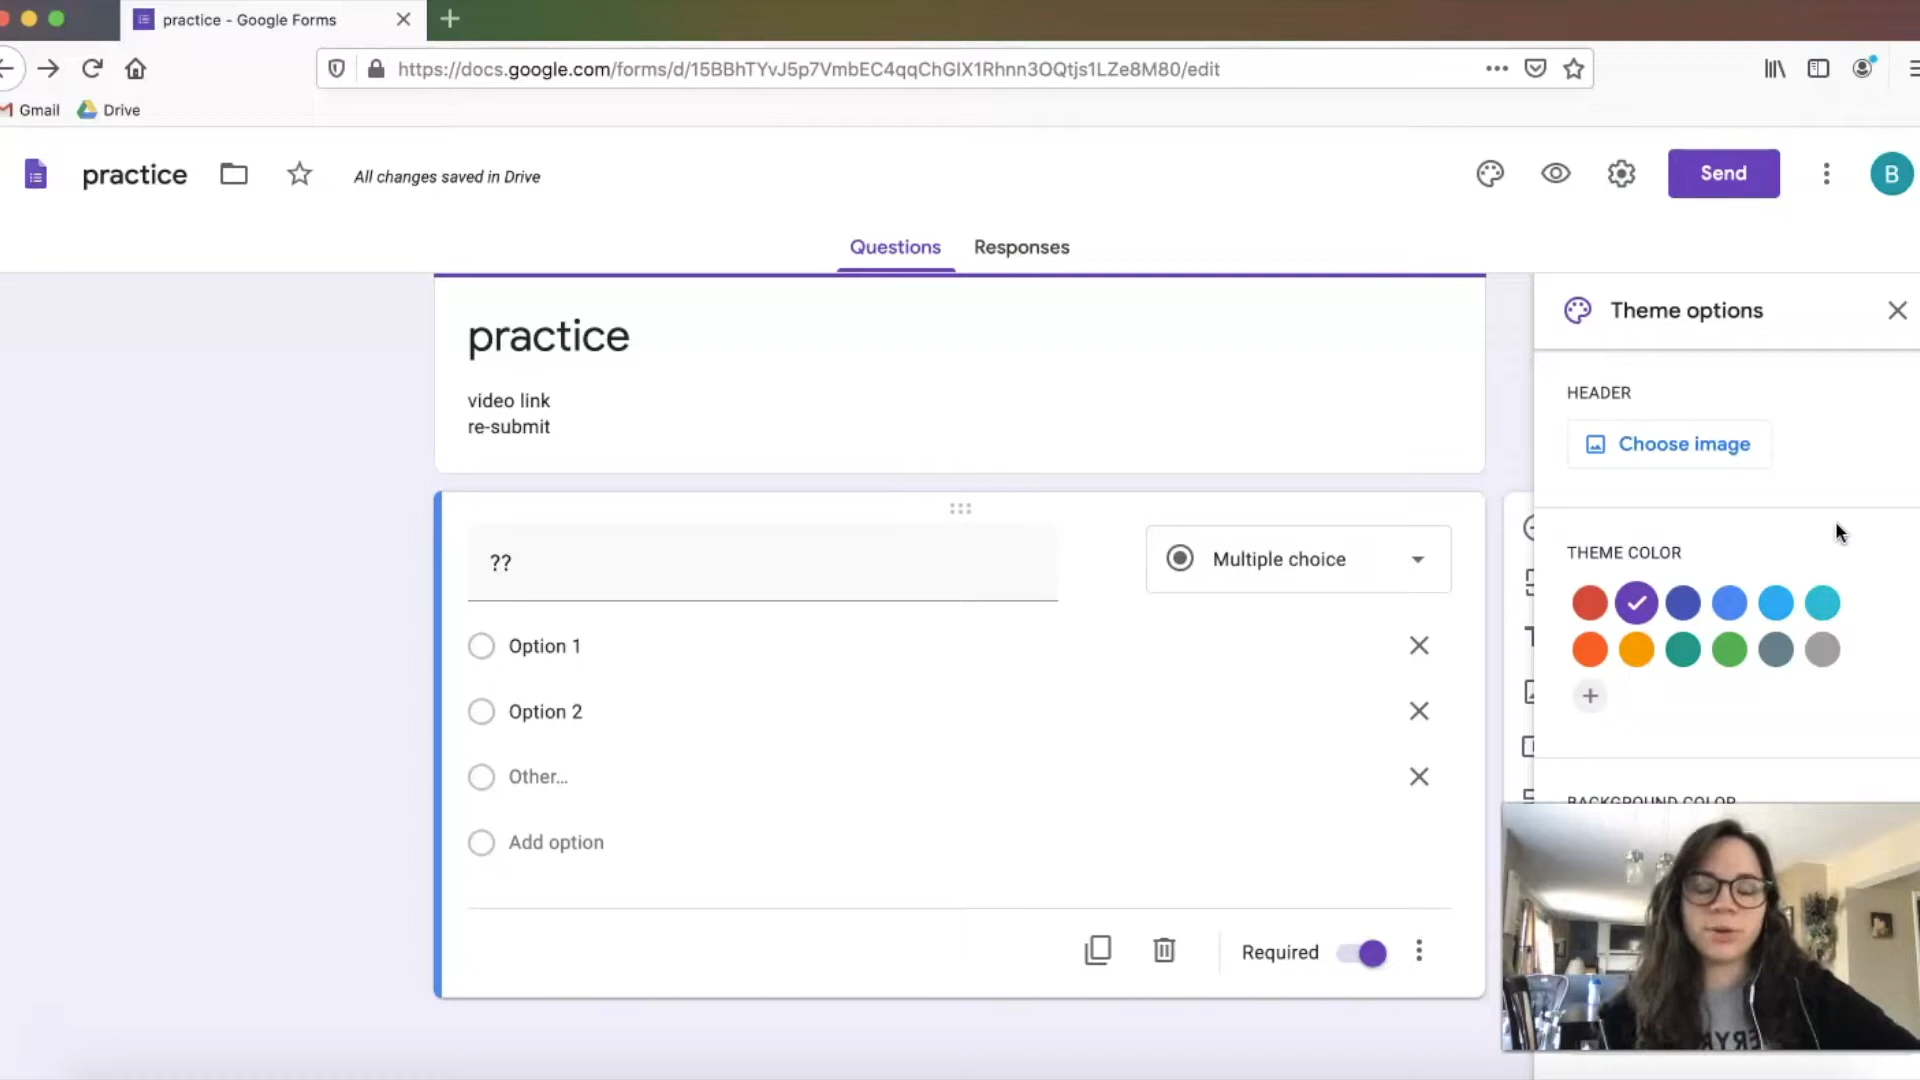 practice - Google Forms
https://docs.google.com/forms/d/15BBhTYvJ5p7VmbEC4qqChGIX1Rhnn3OQtjs1LZe8M80/edit
Gmail Drive
practice All changes saved in Drive Send B
Questions Responses
Theme options
practice
video link
re-submit
HEADER
Choose image
?? Multiple choice
THEME COLOR
Option 1
Option 2
Other...
BACKGROUND COLOR
Add option
Required